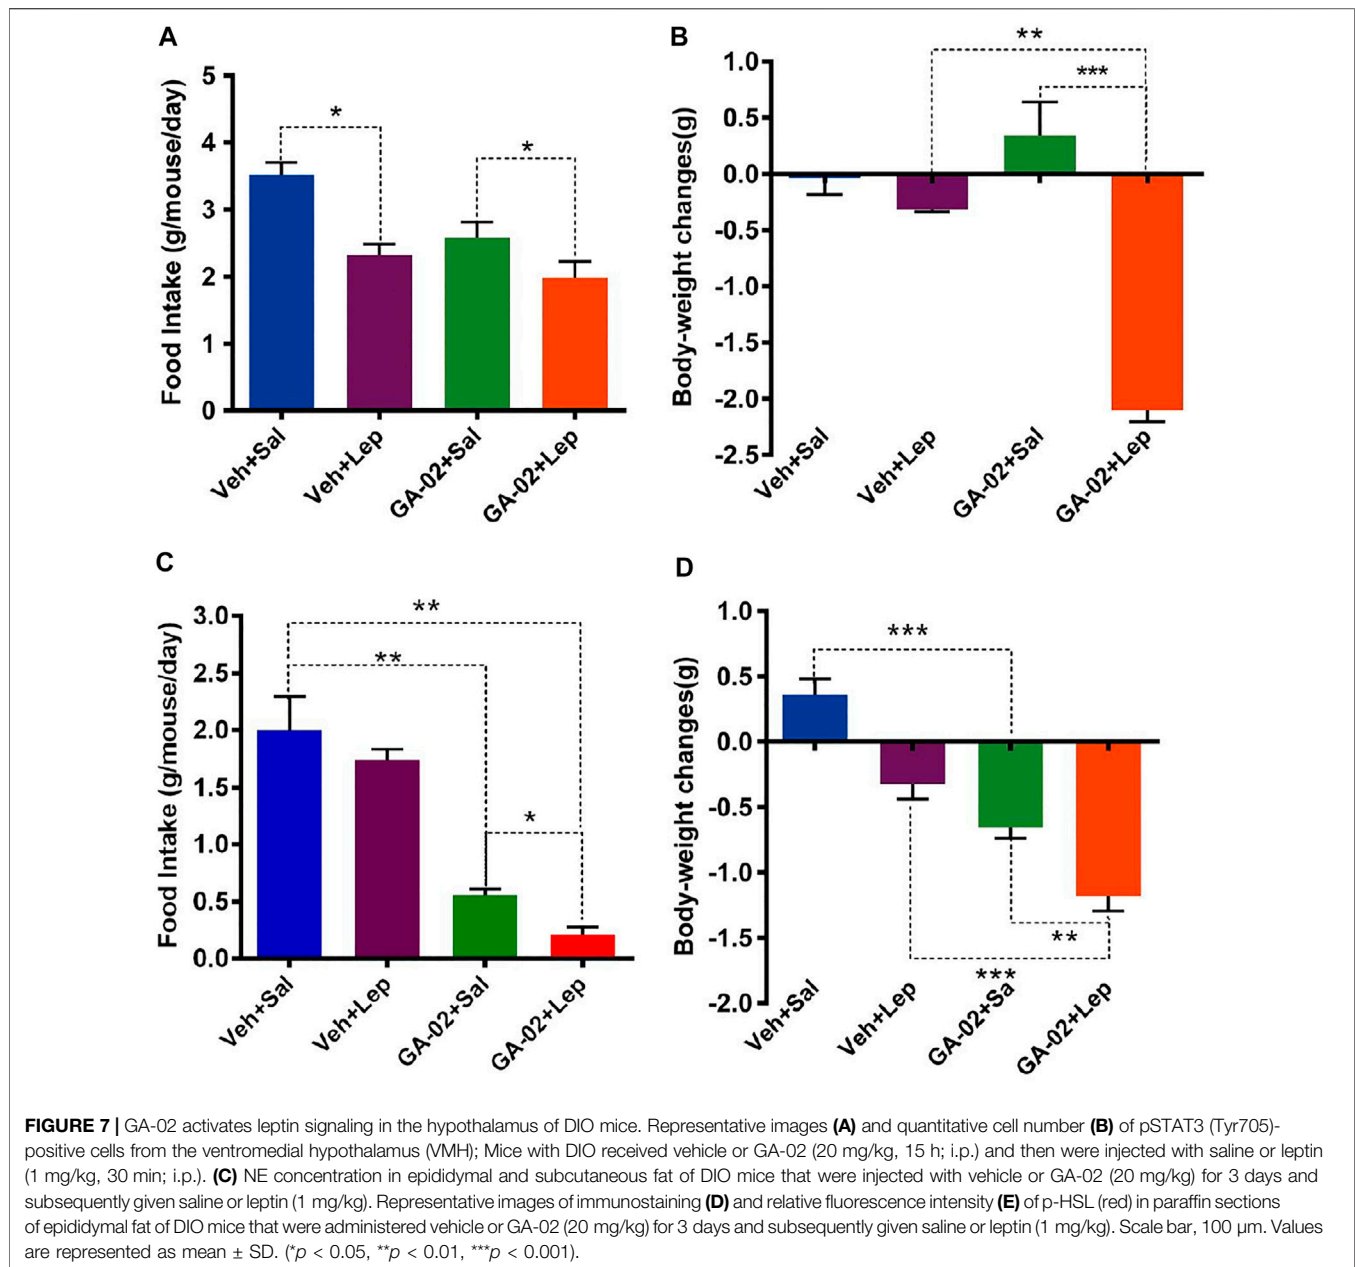 A
Food Intake (g/mouse/day)
5
4
3
2
1
0
*
*
Veh+Sal
Veh+Lep
GA-02+Sal
GA-02+Lep
B
Body-weight changes(g)
1.0
0.5
0.0
-0.5
-1.0
-1.5
-2.0
-2.5
**
***
Veh+Sal
Veh+Lep
GA-02+Sal
GA-02+Lep
C
Food Intake (g/mouse/day)
3.0
2.5
2.0
1.5
1.0
0.5
0.0
**
**
*
Veh+Sal
Veh+Lep
GA-02+Sal
GA-02+Lep
D
Body-weight changes(g)
1.0
0.5
0.0
-0.5
-1.0
-1.5
-2.0
***
**
***
Veh+Sal
Veh+Lep
GA-02+Sa
GA-02+Lep
FIGURE 7 | GA-02 activates leptin signaling in the hypothalamus of DIO mice. Representative images (A) and quantitative cell number (B) of pSTAT3 (Tyr705)-
positive cells from the ventromedial hypothalamus (VMH); Mice with DIO received vehicle or GA-02 (20 mg/kg, 15 h; i.p.) and then were injected with saline or leptin
(1 mg/kg, 30 min; i.p.). (C) NE concentration in epididymal and subcutaneous fat of DIO mice that were injected with vehicle or GA-02 (20 mg/kg) for 3 days and
subsequently given saline or leptin (1 mg/kg). Representative images of immunostaining (D) and relative fluorescence intensity (E) of p-HSL (red) in paraffin sections
of epididymal fat of DIO mice that were administered vehicle or GA-02 (20 mg/kg) for 3 days and subsequently given saline or leptin (1 mg/kg). Scale bar, 100 μm. Values
are represented as mean ± SD. (*p < 0.05, **p < 0.01, ***p < 0.001).